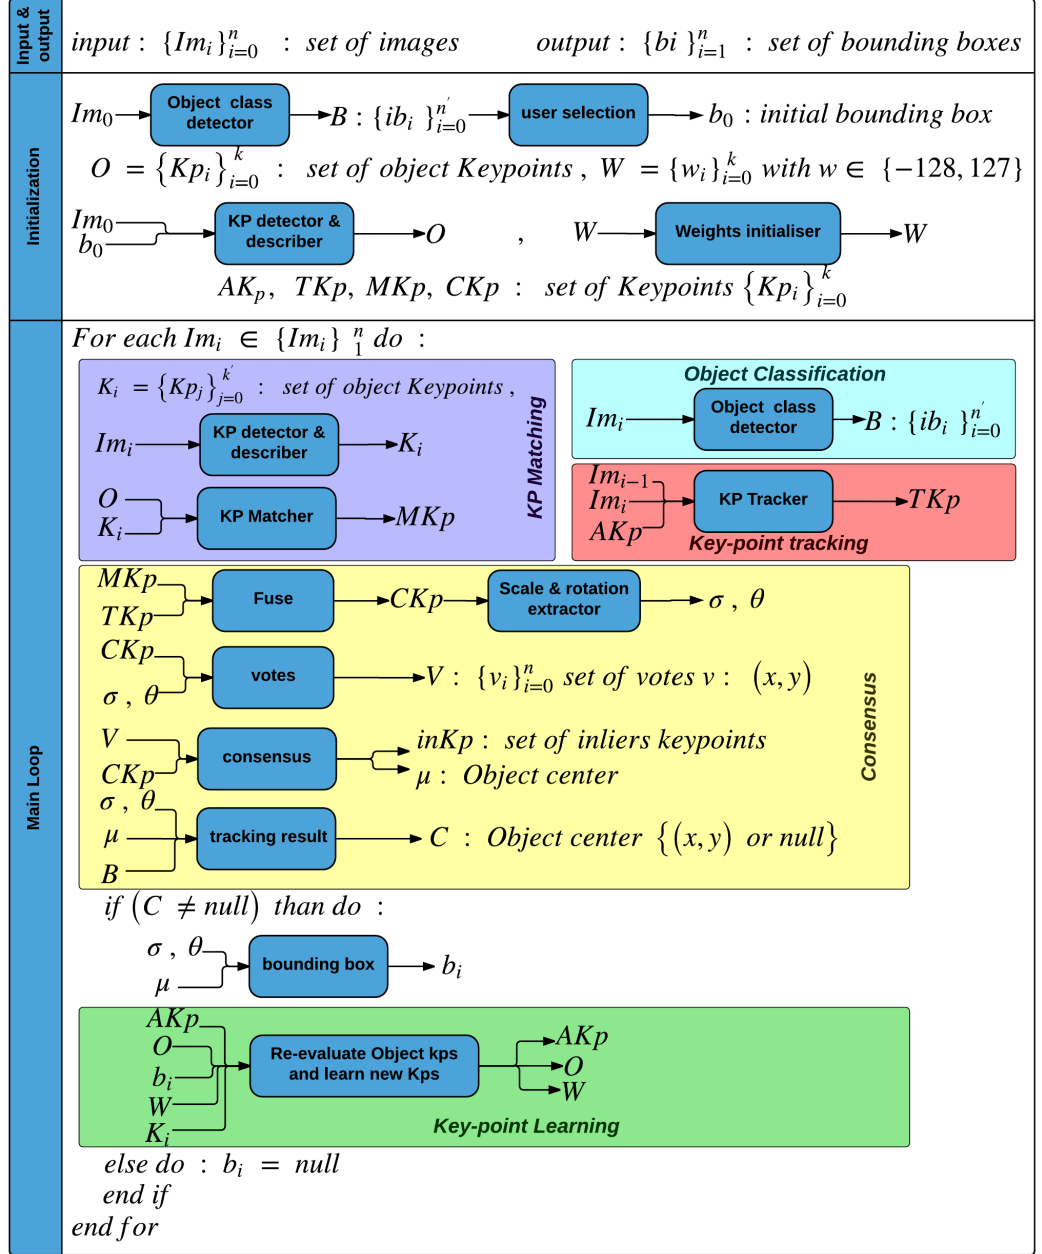 Input & output
input : {Im_i}_{i=0}^n : set of images output : {bi }_{i=1}^n : set of bounding boxes
Initialization
Im_0 Object class detector B : {ib_i }_{i=0}^{n'} user selection b_0 : initial bounding box
O = {Kp_i}_{i=0}^k : set of object Keypoints , W = {w_i}_{i=0}^k with w ∈ {−128, 127}
Im_0
b_0
KP detector & describer O , W Weights initialiser W
AK_p, TKp, MKp, CKp : set of Keypoints {Kp_i}_{i=0}^k
Main Loop
For each Im_i ∈ {Im_i} _1^n do :
K_i = {Kp_j}_{j=0}^{k'} : set of object Keypoints ,
Im_i KP detector & describer K_i
O
K_i
KP Matcher MKp
KP Matching
Object Classification
Im_i Object class detector B : {ib_i }_{i=0}^{n'}
Im_{i−1}
Im_i
AKp
KP Tracker TKp
Key-point tracking
MKp
TKp
Fuse CKp Scale & rotation extractor σ , θ
CKp
σ , θ
votes V : {v_i}_{i=0}^n set of votes v : (x, y)
V
CKp
consensus
inKp : set of inliers keypoints
μ : Object center
σ , θ
μ
B
tracking result C : Object center {(x, y) or null}
Consensus
if (C ≠ null) than do :
σ , θ
μ
bounding box b_i
AKp
O
b_i
W
K_i
Re-evaluate Object kps
and learn new Kps
AKp
O
W
Key-point Learning
else do : b_i = null
end if
end for